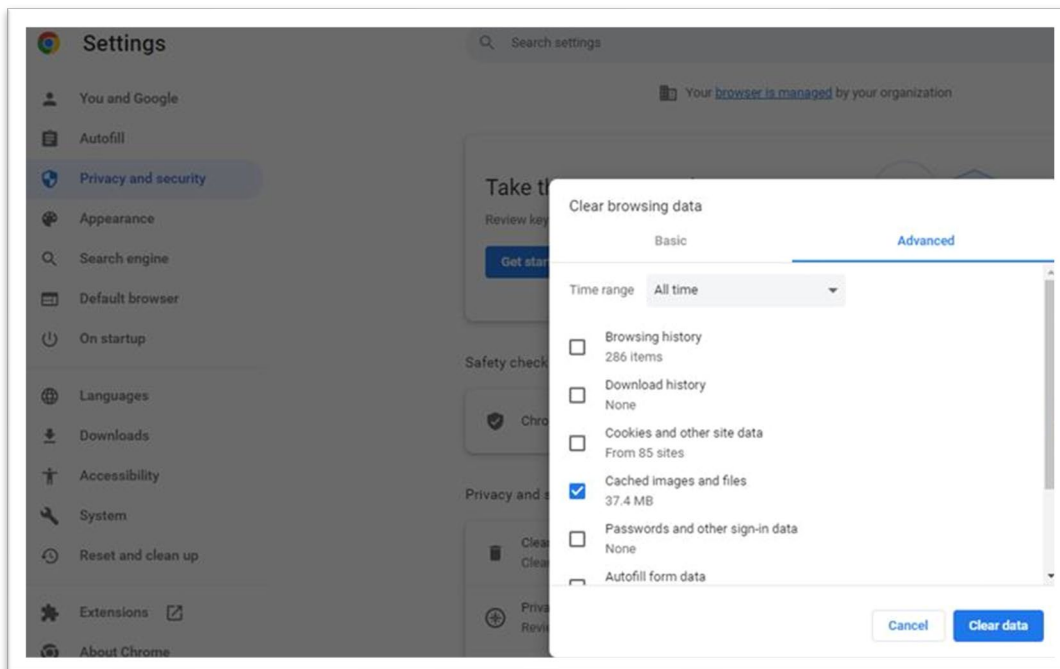 Settings
Search settings
You and Google
Your browser is managed by your organization
Autofill
Privacy and security
Appearance
Search engine
Default browser
On startup
Languages
Downloads
Accessibility
System
Reset and clean up
Extensions
About Chrome
Take
Review key
Get star
Safety check
Chro
Privacy and s
Clea
Clea
Priva
Revie
Clear browsing data
Basic
Advanced
Time range All time
Browsing history
286 items
Download history
None
Cookies and other site data
From 85 sites
Cached images and files
37.4 MB
Passwords and other sign-in data
None
Autofill form data
Cancel
Clear data